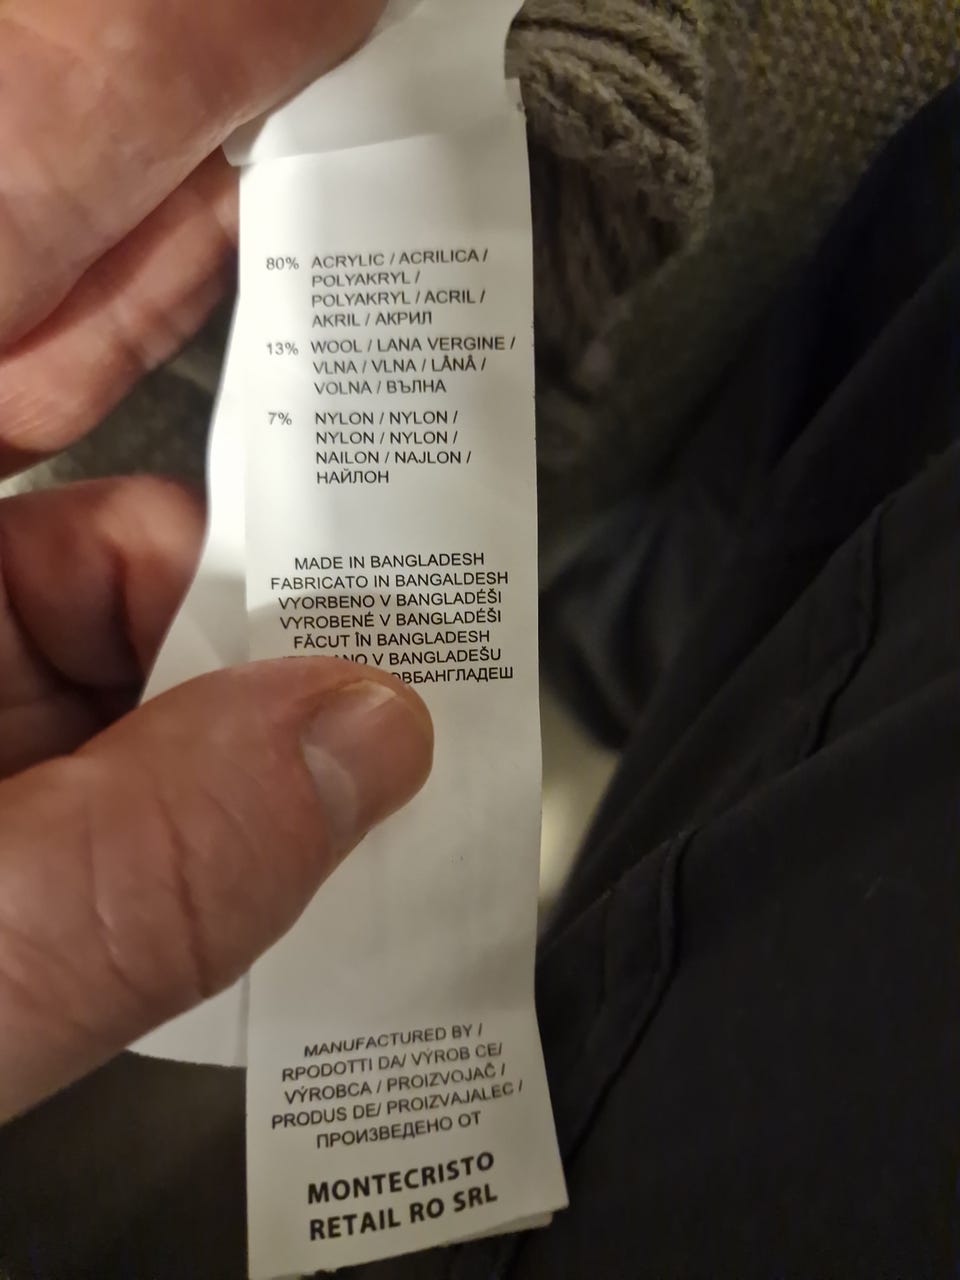 80% ACRYLIC / ACRILICA /
POLYAKRYL /
POLYAKRYL / ACRIL /
AKRIL / АКРИЛ
13% WOOL / LANA VERGINE /
VLNA / VLNA / LÂNÂ /
VOLNA / ВЪЛНА
7% NYLON / NYLON /
NYLON / NYLON /
NAILON / NAJLON /
НАЙЛОН
MADE IN BANGLADESH
FABRICATO IN BANGALDESH
VYORBENO V BANGLADÉŠI
VYROBENÉ V BANGLADÉŠI
FĂCUT ÎN BANGLADESH
V BANGLADEŠU
MANUFACTURED BY /
RPODOTTI DA/ VÝROB CE/
VÝROBCA / PROIZVOJAČ /
PRODUS DE/ PROIZVAJALEC /
ПРОИЗВЕДЕНО ОТ
MONTECRISTO
RETAIL RO SRL